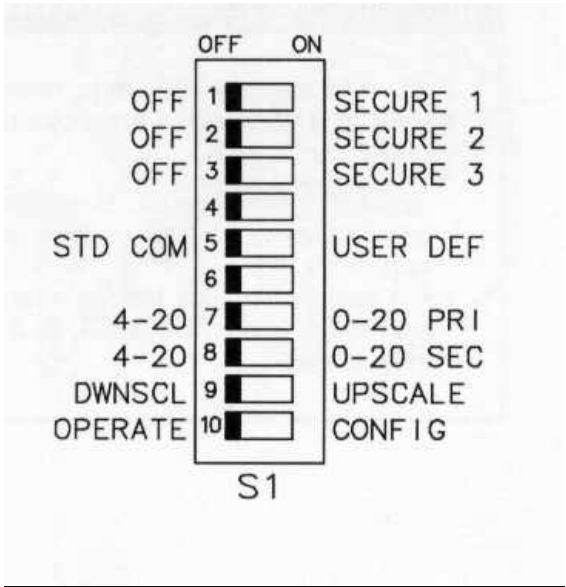 OFF ON
OFF 1 SECURE 1
OFF 2 SECURE 2
OFF 3 SECURE 3
4
STD COM 5 USER DEF
6
4-20 7 0-20 PRI
4-20 8 0-20 SEC
DWNSCL 9 UPSCALE
OPERATE 10 CONFIG
S1